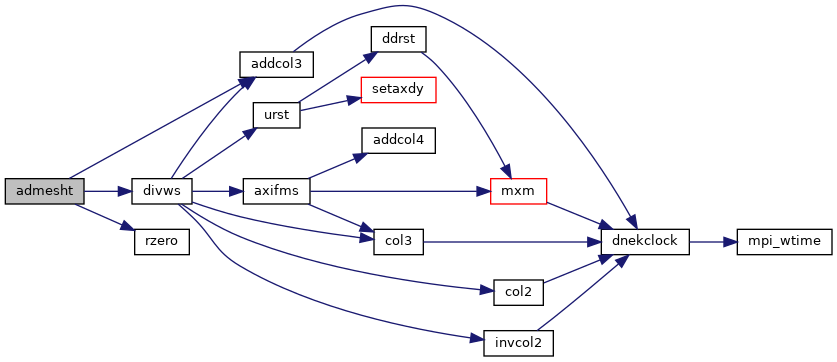 ddrst
addcol3
setaxdy
urst
addcol4
admesht
divws
axifms
mxm
rzero
col3
dnekclock
mpi_wtime
col2
invcol2